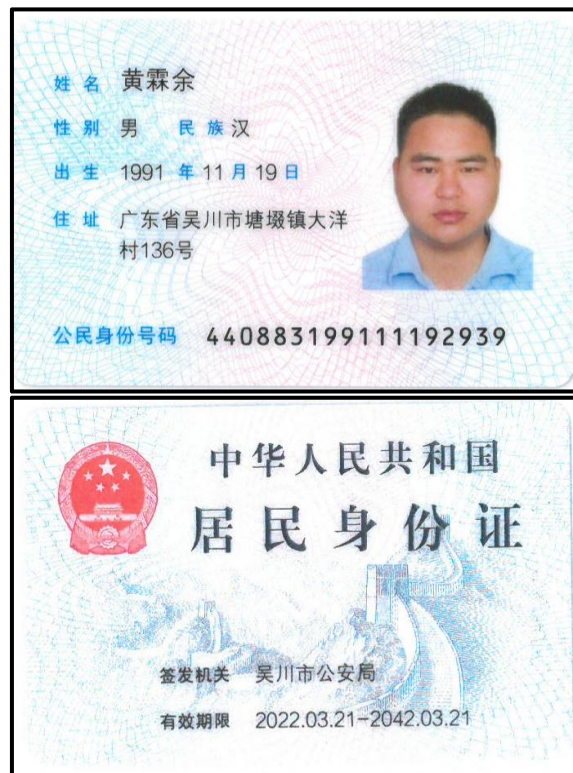 姓名 黄霖余
性别 男 民族 汉
出生 1991 年 11 月 19 日
住址 广东省吴川市塘㙍镇大洋
村136号
公民身份号码 440883199111192939
中华人民共和国
居民身份证
签发机关 吴川市公安局
有效期限 2022.03.21-2042.03.21